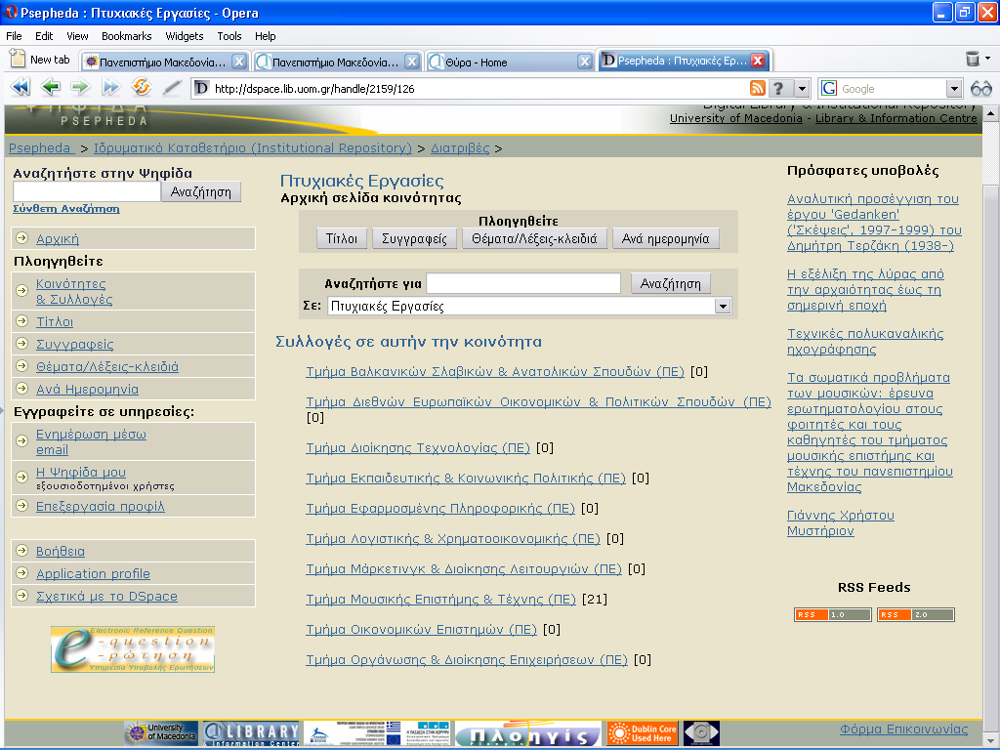 Psepheda : Πτυχιακές Εργασίες - Opera
File Edit View Bookmarks Widgets Tools Help
New tab Πανεπιστήμιο Μακεδονία... Πανεπιστήμιο Μακεδονία... Θύρα - Home Psepheda : Πτυχιακές Ερ...
http://dspace.lib.uom.gr/handle/2159/126 Google
PSEPHEDA
Digital Library & Institutional Repository
University of Macedonia - Library & Information Centre
Psepheda > Ιδρυματικό Καταθετήριο (Institutional Repository) > Διατριβές >
Αναζητήστε στην Ψηφίδα
Αναζήτηση
Σύνθετη Αναζήτηση
Αρχική
Πλοηγηθείτε
Κοινότητες
& Συλλογές
Τίτλοι
Συγγραφείς
Θέματα/Λέξεις-κλειδιά
Ανά Ημερομηνία
Εγγραφείτε σε υπηρεσίες:
Ενημέρωση μέσω
email
Η Ψηφίδα μου
εξουσιοδοτημένοι χρήστες
Επεξεργασία προφίλ
Βοήθεια
Application profile
Σχετικά με το DSpace
Electronic Reference Question
e-question
e-ρώτηση
Υπηρεσία Υποβολής Ερωτήσεων
Πτυχιακές Εργασίες
Αρχική σελίδα κοινότητας
Πλοηγηθείτε
Τίτλοι Συγγραφείς Θέματα/Λέξεις-κλειδιά Ανά ημερομηνία
Αναζητήστε για Αναζήτηση
Σε: Πτυχιακές Εργασίες
Συλλογές σε αυτήν την κοινότητα
Τμήμα Βαλκανικών Σλαβικών & Ανατολικών Σπουδών (ΠΕ) [0]
Τμήμα Διεθνών Ευρωπαϊκών Οικονομικών & Πολιτικών Σπουδών (ΠΕ)
[0]
Τμήμα Διοίκησης Τεχνολογίας (ΠΕ) [0]
Τμήμα Εκπαιδευτικής & Κοινωνικής Πολιτικής (ΠΕ) [0]
Τμήμα Εφαρμοσμένης Πληροφορικής (ΠΕ) [0]
Τμήμα Λογιστικής & Χρηματοοικονομικής (ΠΕ) [0]
Τμήμα Μάρκετινγκ & Διοίκησης Λειτουργιών (ΠΕ) [0]
Τμήμα Μουσικής Επιστήμης & Τέχνης (ΠΕ) [21]
Τμήμα Οικονομικών Επιστημών (ΠΕ) [0]
Τμήμα Οργάνωσης & Διοίκησης Επιχειρήσεων (ΠΕ) [0]
Πρόσφατες υποβολές
Αναλυτική προσέγγιση του
έργου 'Gedanken'
('Σκέψεις', 1997-1999) του
Δημήτρη Τερζάκη (1938-)
Η εξέλιξη της λύρας από
την αρχαιότητας έως τη
σημερινή εποχή
Τεχνικές πολυκαναλικής
ηχογράφησης
Τα σωματικά προβλήματα
των μουσικών: έρευνα
ερωτηματολογίου στους
φοιτητές και τους
καθηγητές του τμήματος
μουσικής επιστήμης και
τέχνης του πανεπιστημίου
Μακεδονίας
Γιάννης Χρήστου
Μυστήριον
RSS Feeds
RSS 1.0 RSS 2.0
University of Macedonia
LIBRARY & Information Center
Πλοηγίς
Dublin Core Used Here
Φόρμα Επικοινωνίας